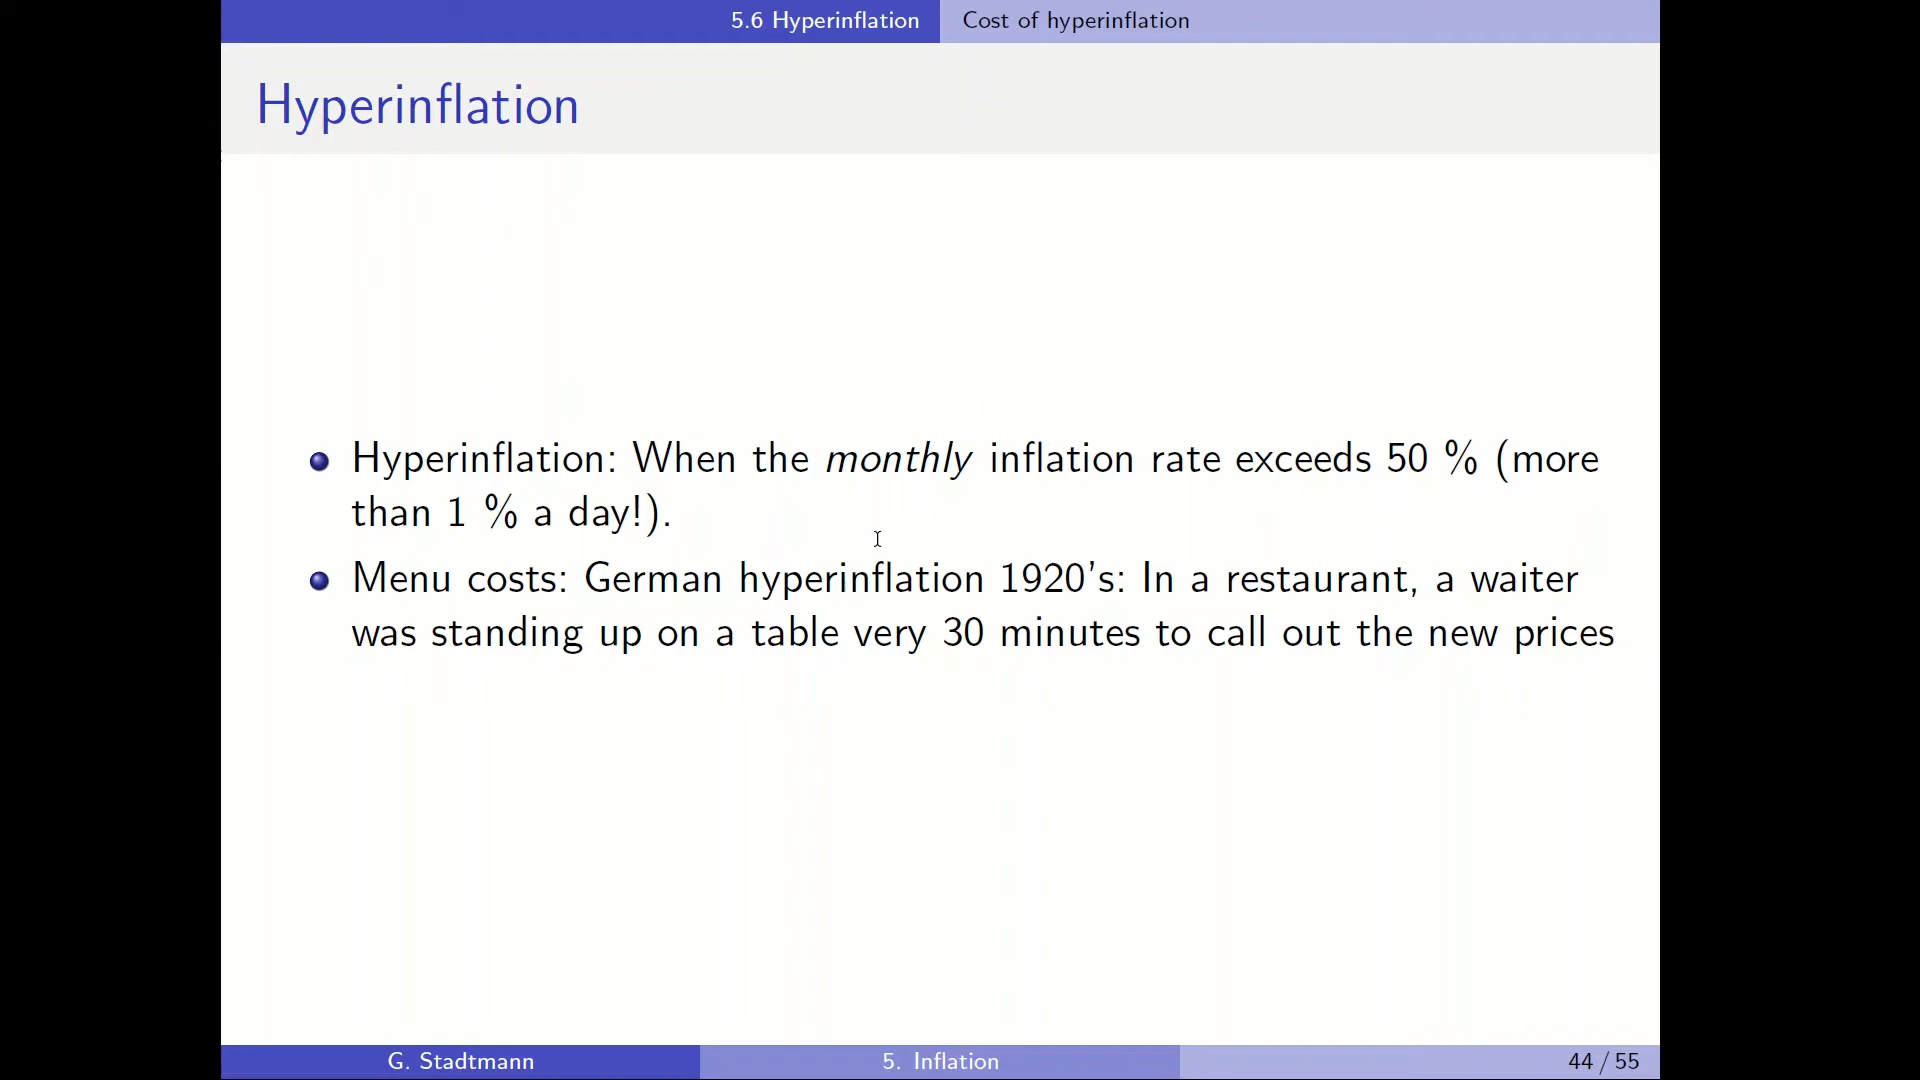 5.6 Hyperinflation
Cost of hyperinflation
Hyperinflation
Hyperinflation: When the monthly inflation rate exceeds 50 % (more
than 1 % a day!).
Menu costs: German hyperinflation 1920's: In a restaurant, a waiter
was standing up on a table very 30 minutes to call out the new prices
G. Stadtmann
5. Inflation
44 / 55